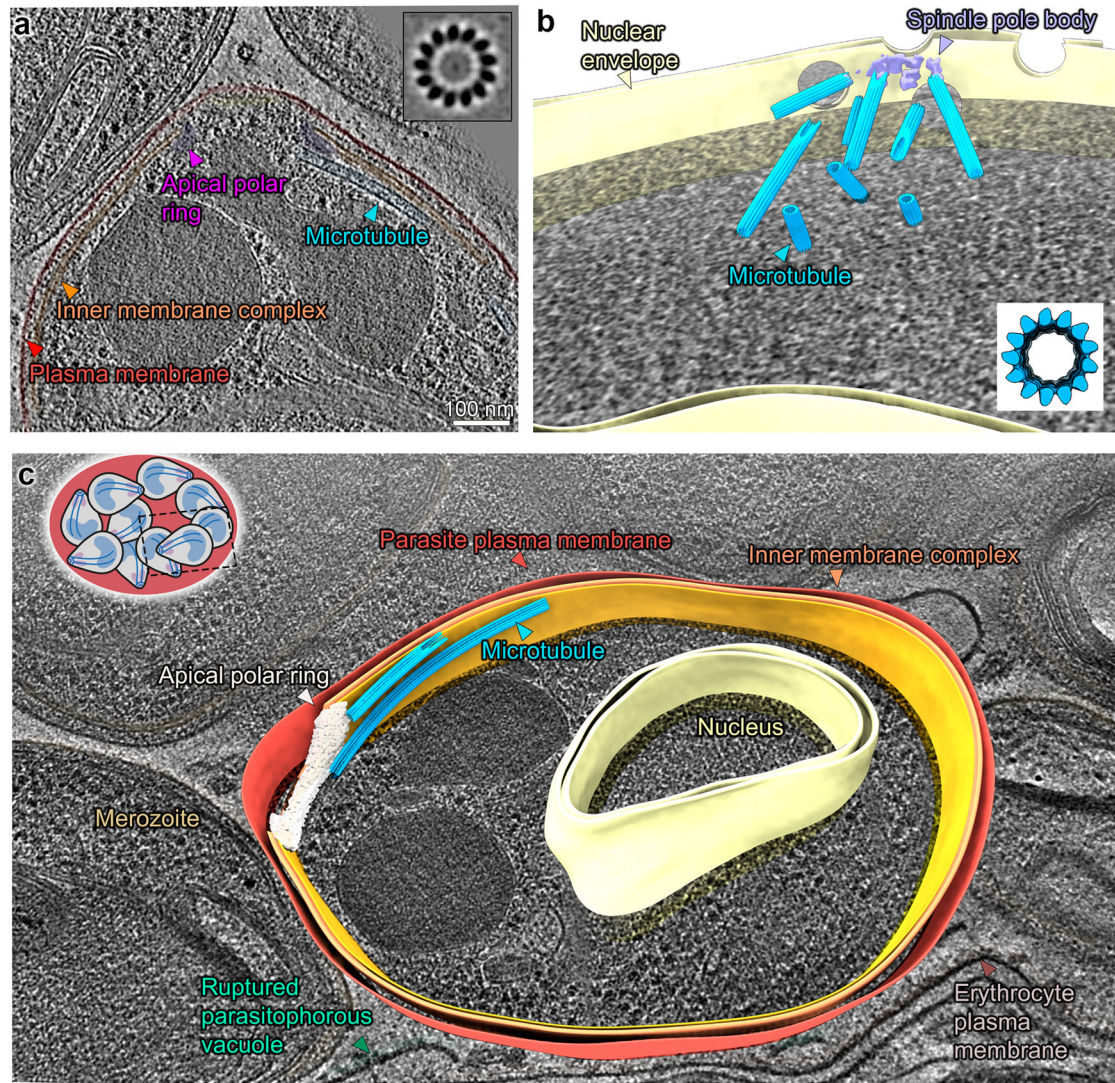 a
Apical polar
ring
Microtubule
Inner membrane complex
Plasma membrane
100 nm
b
Nuclear
envelope
Spindle pole body
Microtubule
c
Parasite plasma membrane
Inner membrane complex
Microtubule
Apical polar ring
Nucleus
Merozoite
Ruptured
parasitophorous
vacuole
Erythrocyte
plasma
membrane